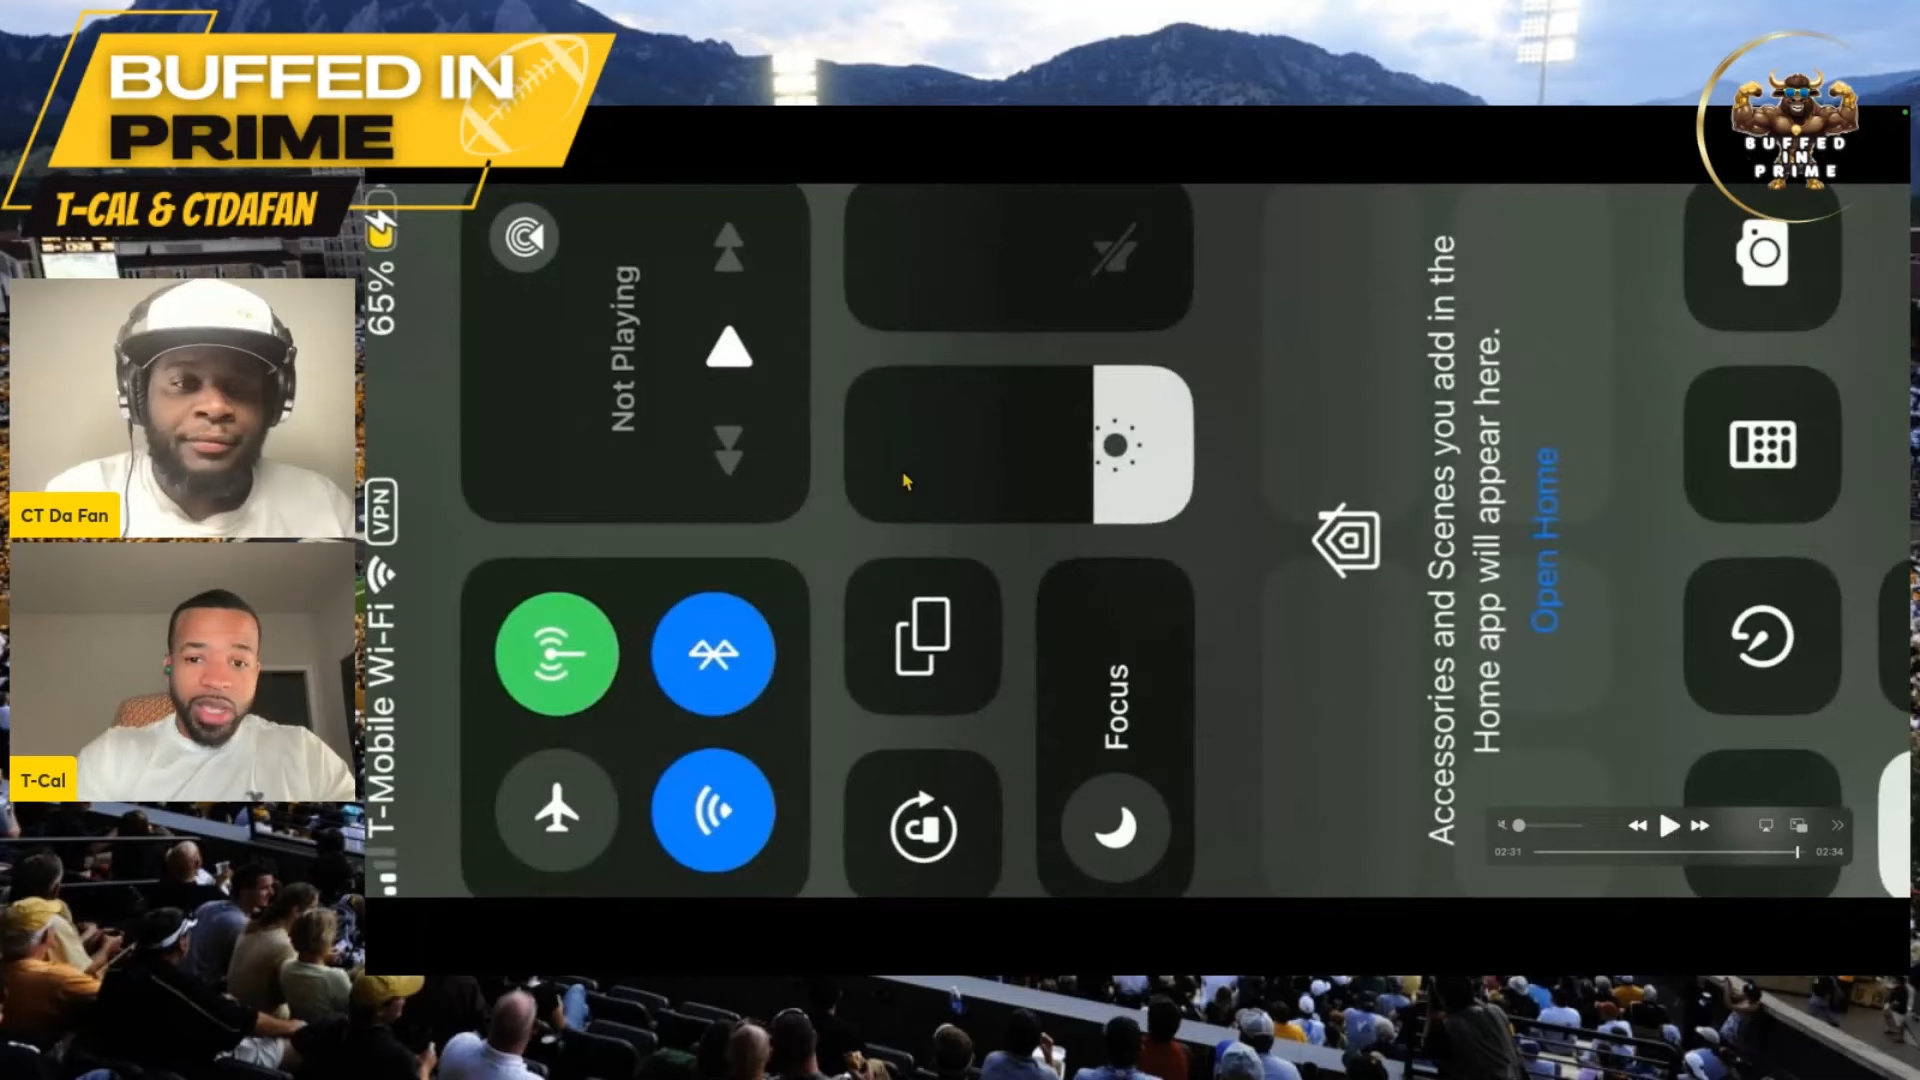 BUFFED IN
PRIME
T-CAL & CTDAFAN
BUFFED
IN
PRIME
CT Da Fan
T-Cal
T-Mobile Wi-Fi
VPN
65%
Not Playing
Focus
Accessories and Scenes you add in the
Home app will appear here.
Open Home
02:31
02:34